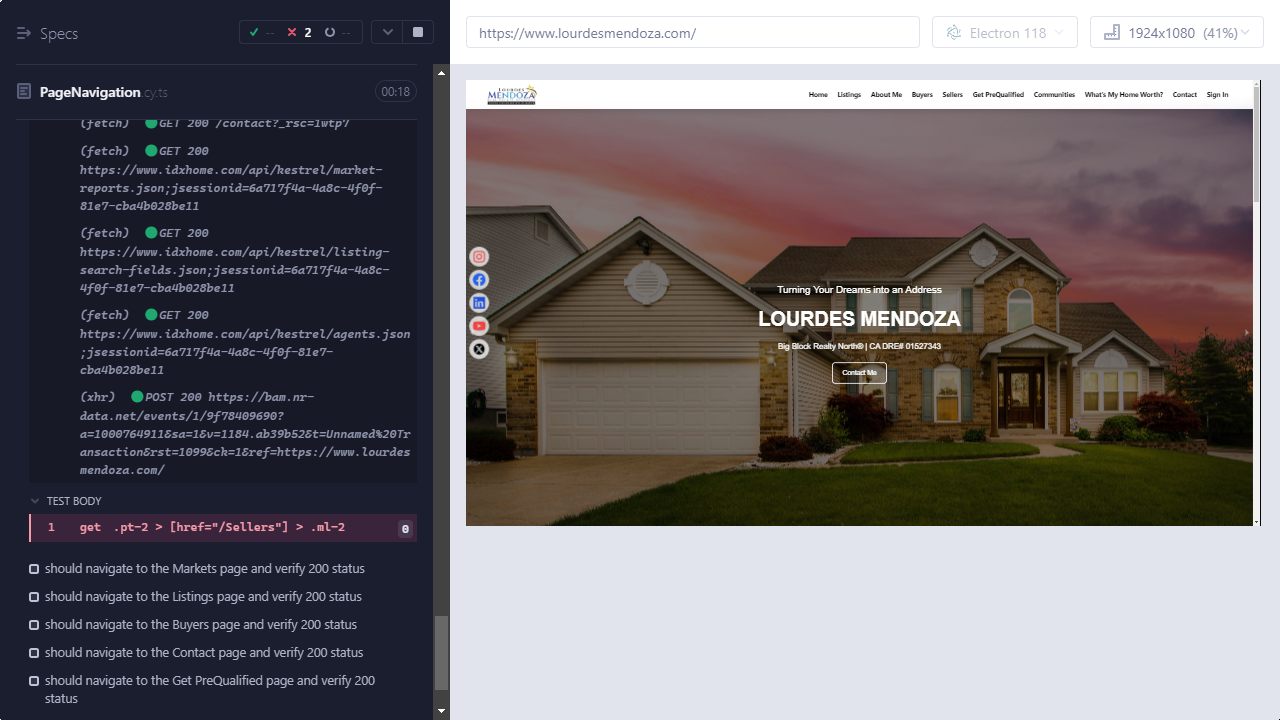 Specs
--
2
--
https://www.lourdesmendoza.com/
Electron 118
1924x1080 (41%)
PageNavigation.cy.ts
00:18
(fetch) GET 200 /contact?_rsc=1wtp7
(fetch) GET 200
https://www.idxhome.com/api/kestrel/market-
reports.json;jsessionid=6a717f4a-4a8c-4f0f-
81e7-cba4b028be11
(fetch) GET 200
https://www.idxhome.com/api/kestrel/listing-
search-fields.json;jsessionid=6a717f4a-4a8c-
4f0f-81e7-cba4b028be11
(fetch) GET 200
https://www.idxhome.com/api/kestrel/agents.json
;jsessionid=6a717f4a-4a8c-4f0f-81e7-
cba4b028be11
(xhr) POST 200 https://bam.nr-
data.net/events/1/9f78409690?
a=1000764911&sa=1&v=1184.ab39b52&t=Unnamed%20Tr
ansaction&rst=1099&ck=1&ref=https://www.lourdes
mendoza.com/
TEST BODY
1 get .pt-2 > [href="/Sellers"] > .ml-2 0
should navigate to the Markets page and verify 200 status
should navigate to the Listings page and verify 200 status
should navigate to the Buyers page and verify 200 status
should navigate to the Contact page and verify 200 status
should navigate to the Get PreQualified page and verify 200
status
LOURDES
MENDOZA
Home Listings About Me Buyers Sellers Get PreQualified Communities What's My Home Worth? Contact Sign In
Turning Your Dreams into an Address
LOURDES MENDOZA
Big Block Realty North® | CA DRE# 01527343
Contact Me